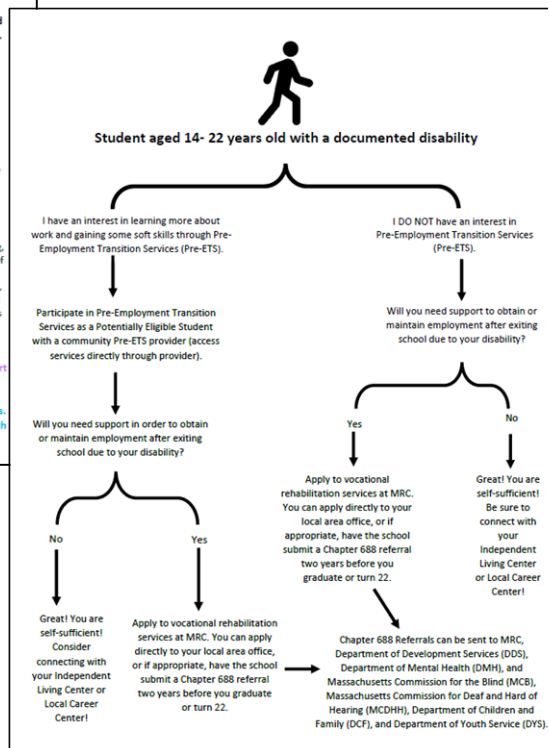 Student aged 14- 22 years old with a documented disability
I have an interest in learning more about
work and gaining some soft skills through Pre-
Employment Transition Services (Pre-ETS).
I DO NOT have an interest in
Pre-Employment Transition Services
(Pre-ETS).
Participate in Pre-Employment Transition
Services as a Potentially Eligible Student
with a community Pre-ETS provider (access
services directly through provider).
Will you need support to obtain or
maintain employment after exiting
school due to your disability?
Will you need support in order to obtain
or maintain employment after exiting
school due to your disability?
Yes
No
Apply to vocational
rehabilitation services at MRC.
You can apply directly to your
local area office, or if
appropriate, have the school
submit a Chapter 688 referral
two years before you
graduate or turn 22.
Great! You are
self-sufficient!
Be sure to
connect with
your
Independent
Living Center
or Local Career
Center!
No
Yes
Great! You are
self-sufficient!
Consider
connecting with
your Independent
Living Center or
Local Career
Center!
Apply to vocational rehabilitation
services at MRC. You can apply
directly to your local area office,
or if appropriate, have the school
submit a Chapter 688 referral
two years before you graduate
or turn 22.
Chapter 688 Referrals can be sent to MRC,
Department of Development Services (DDS),
Department of Mental Health (DMH), and
Massachusetts Commission for the Blind (MCB),
Massachusetts Commission for Deaf and Hard of
Hearing (MCDHH), Department of Children and
Family (DCF), and Department of Youth Service (DYS).